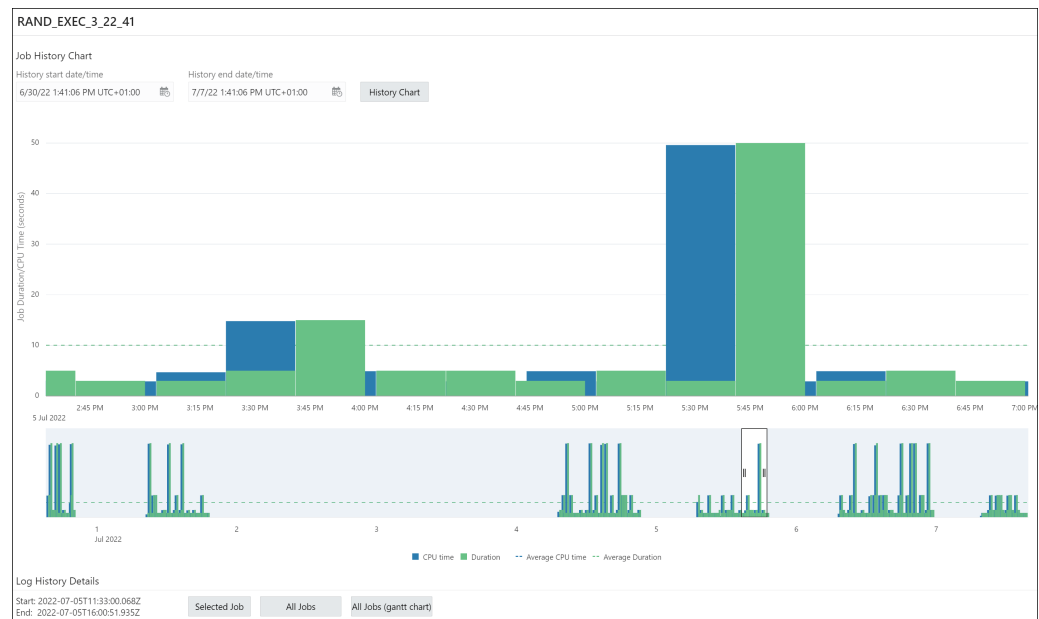 RAND_EXEC_3_22_41
Job History Chart
History start date/time History end date/time
6/30/22 1:41:06 PM UTC+01:00 7/7/22 1:41:06 PM UTC+01:00 History Chart
Job Duration/CPU Time (seconds)
50
40
30
20
10
0
2:45 PM 3:00 PM 3:15 PM 3:30 PM 3:45 PM 4:00 PM 4:15 PM 4:30 PM 4:45 PM 5:00 PM 5:15 PM 5:30 PM 5:45 PM 6:00 PM 6:15 PM 6:30 PM 6:45 PM 7:00 PM
5 Jul 2022
1 2 3 4 5 6 7
Jul 2022
CPU time Duration Average CPU time Average Duration
Log History Details
Start: 2022-07-05T11:33:00.068Z
End: 2022-07-05T16:00:51.935Z
Selected Job All Jobs All Jobs (gantt chart)